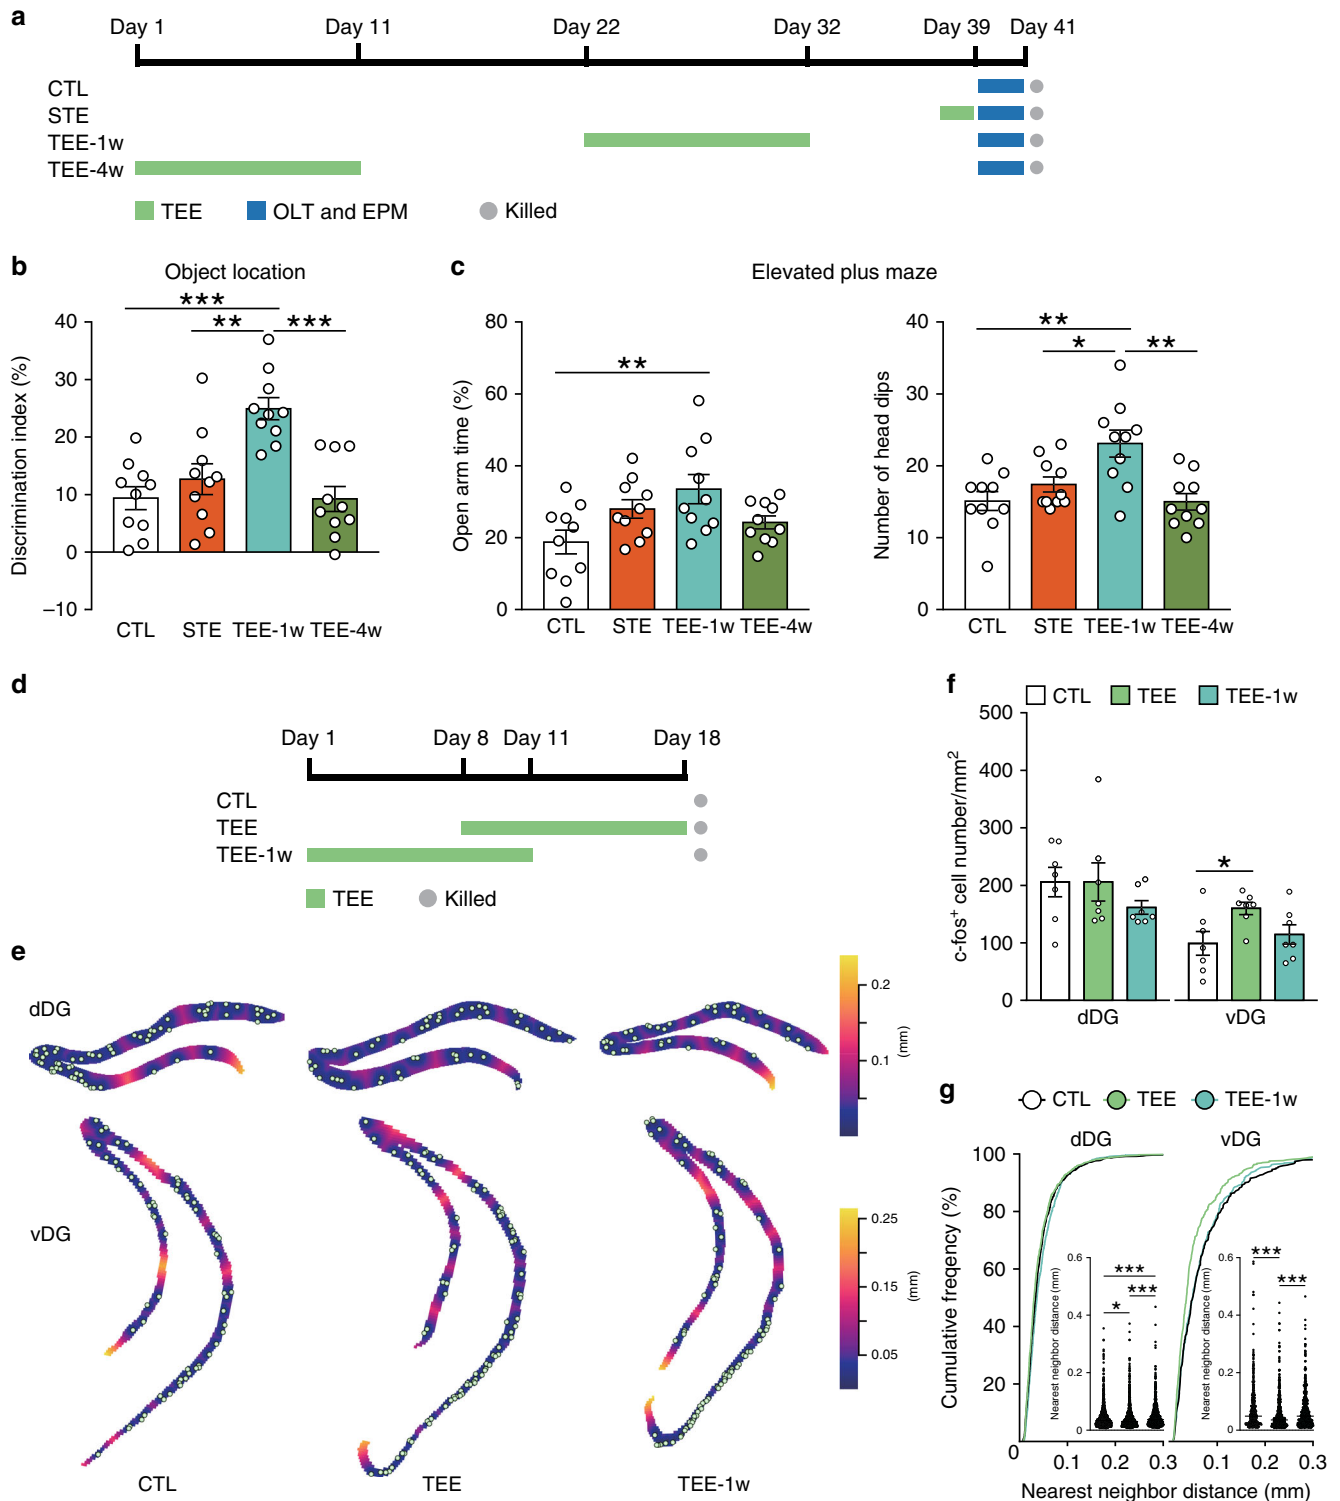 a
Day 1 Day 11 Day 22 Day 32 Day 39 Day 41
CTL
STE
TEE-1w
TEE-4w
TEE OLT and EPM Killed
b
Object location
***
** ***
Discrimination index (%)
40
30
20
10
0
–10
CTL STE TEE-1w TEE-4w
c
Elevated plus maze
**
Open arm time (%)
80
60
40
20
0
CTL STE TEE-1w TEE-4w
**
* **
Number of head dips
40
30
20
10
0
CTL STE TEE-1w TEE-4w
d
Day 1 Day 8 Day 11 Day 18
CTL
TEE
TEE-1w
TEE Killed
e
dDG
0.2
0.1
(mm)
vDG
0.25
0.15
0.05
(mm)
CTL TEE TEE-1w
f
CTL TEE TEE-1w
c-fos+ cell number/mm2
500
400
300
200
100
0
*
dDG vDG
g
CTL TEE TEE-1w
dDG vDG
Cumulative freqency (%)
100
80
60
40
20
0
0.1 0.2 0.3 0.1 0.2 0.3
Nearest neighbor distance (mm)
Nearest neighbor distance (mm)
0.6
0.4
0.2
0
***
***
*
Nearest neighbor distance (mm)
0.6
0.4
0.2
0
***
***